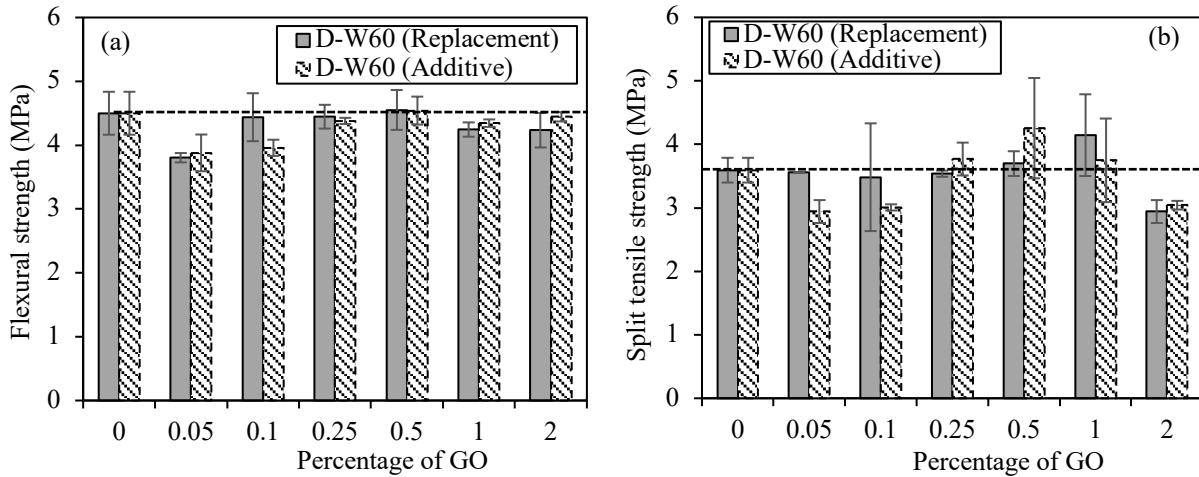 (a)
D-W60 (Replacement)
D-W60 (Additive)
Flexural strength (MPa)
6
5
4
3
2
1
0
0 0.05 0.1 0.25 0.5 1 2
Percentage of GO
(b)
D-W60 (Replacement)
D-W60 (Additive)
Split tensile strength (MPa)
6
5
4
3
2
1
0
0 0.05 0.1 0.25 0.5 1 2
Percentage of GO